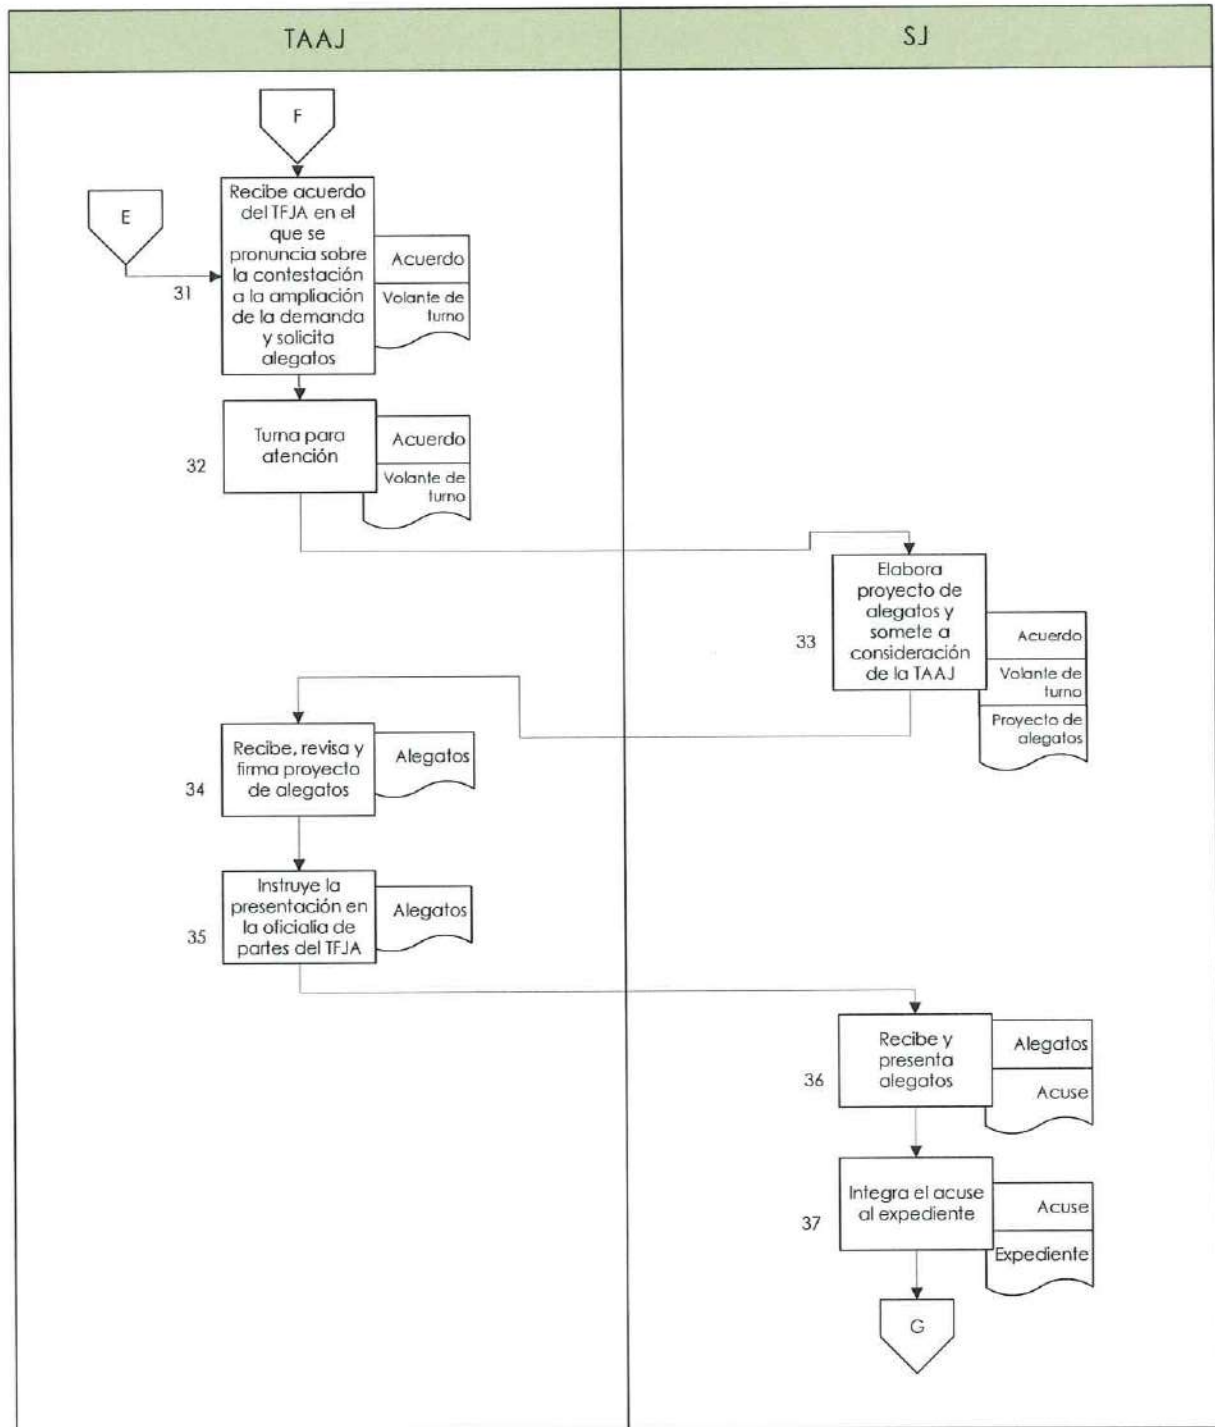 TAAJ
SJ
F
E
Recibe acuerdo
del TFJA en el
que se
pronuncia sobre
la contestación
a la ampliación
de la demanda
y solicita
alegatos
31
Acuerdo
Volante de
turno
Turna para
atención
32
Acuerdo
Volante de
turno
Elabora
proyecto de
alegatos y
somete a
consideración
de la TAAJ
33
Acuerdo
Volante de
turno
Proyecto de
alegatos
Recibe, revisa y
firma proyecto
de alegatos
34
Alegatos
Instruye la
presentación en
la oficialia de
partes del TFJA
35
Alegatos
Recibe y
presenta
alegatos
36
Alegatos
Acuse
Integra el acuse
al expediente
37
Acuse
Expediente
G